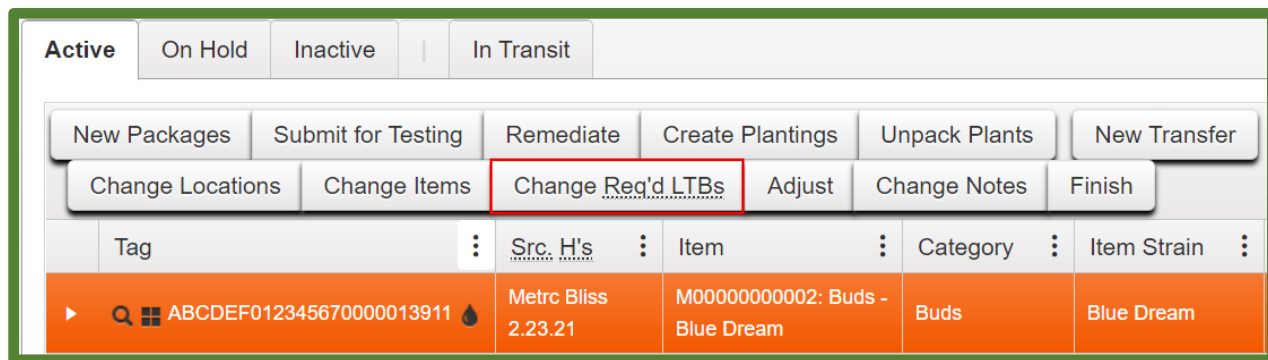 Active On Hold Inactive | In Transit
New Packages Submit for Testing Remediate Create Plantings Unpack Plants New Transfer
Change Locations Change Items Change Req'd LTBs Adjust Change Notes Finish
Tag Src. H's Item Category Item Strain
ABCDEF012345670000013911 Metrc Bliss 2.23.21 M00000000002: Buds - Blue Dream Buds Blue Dream